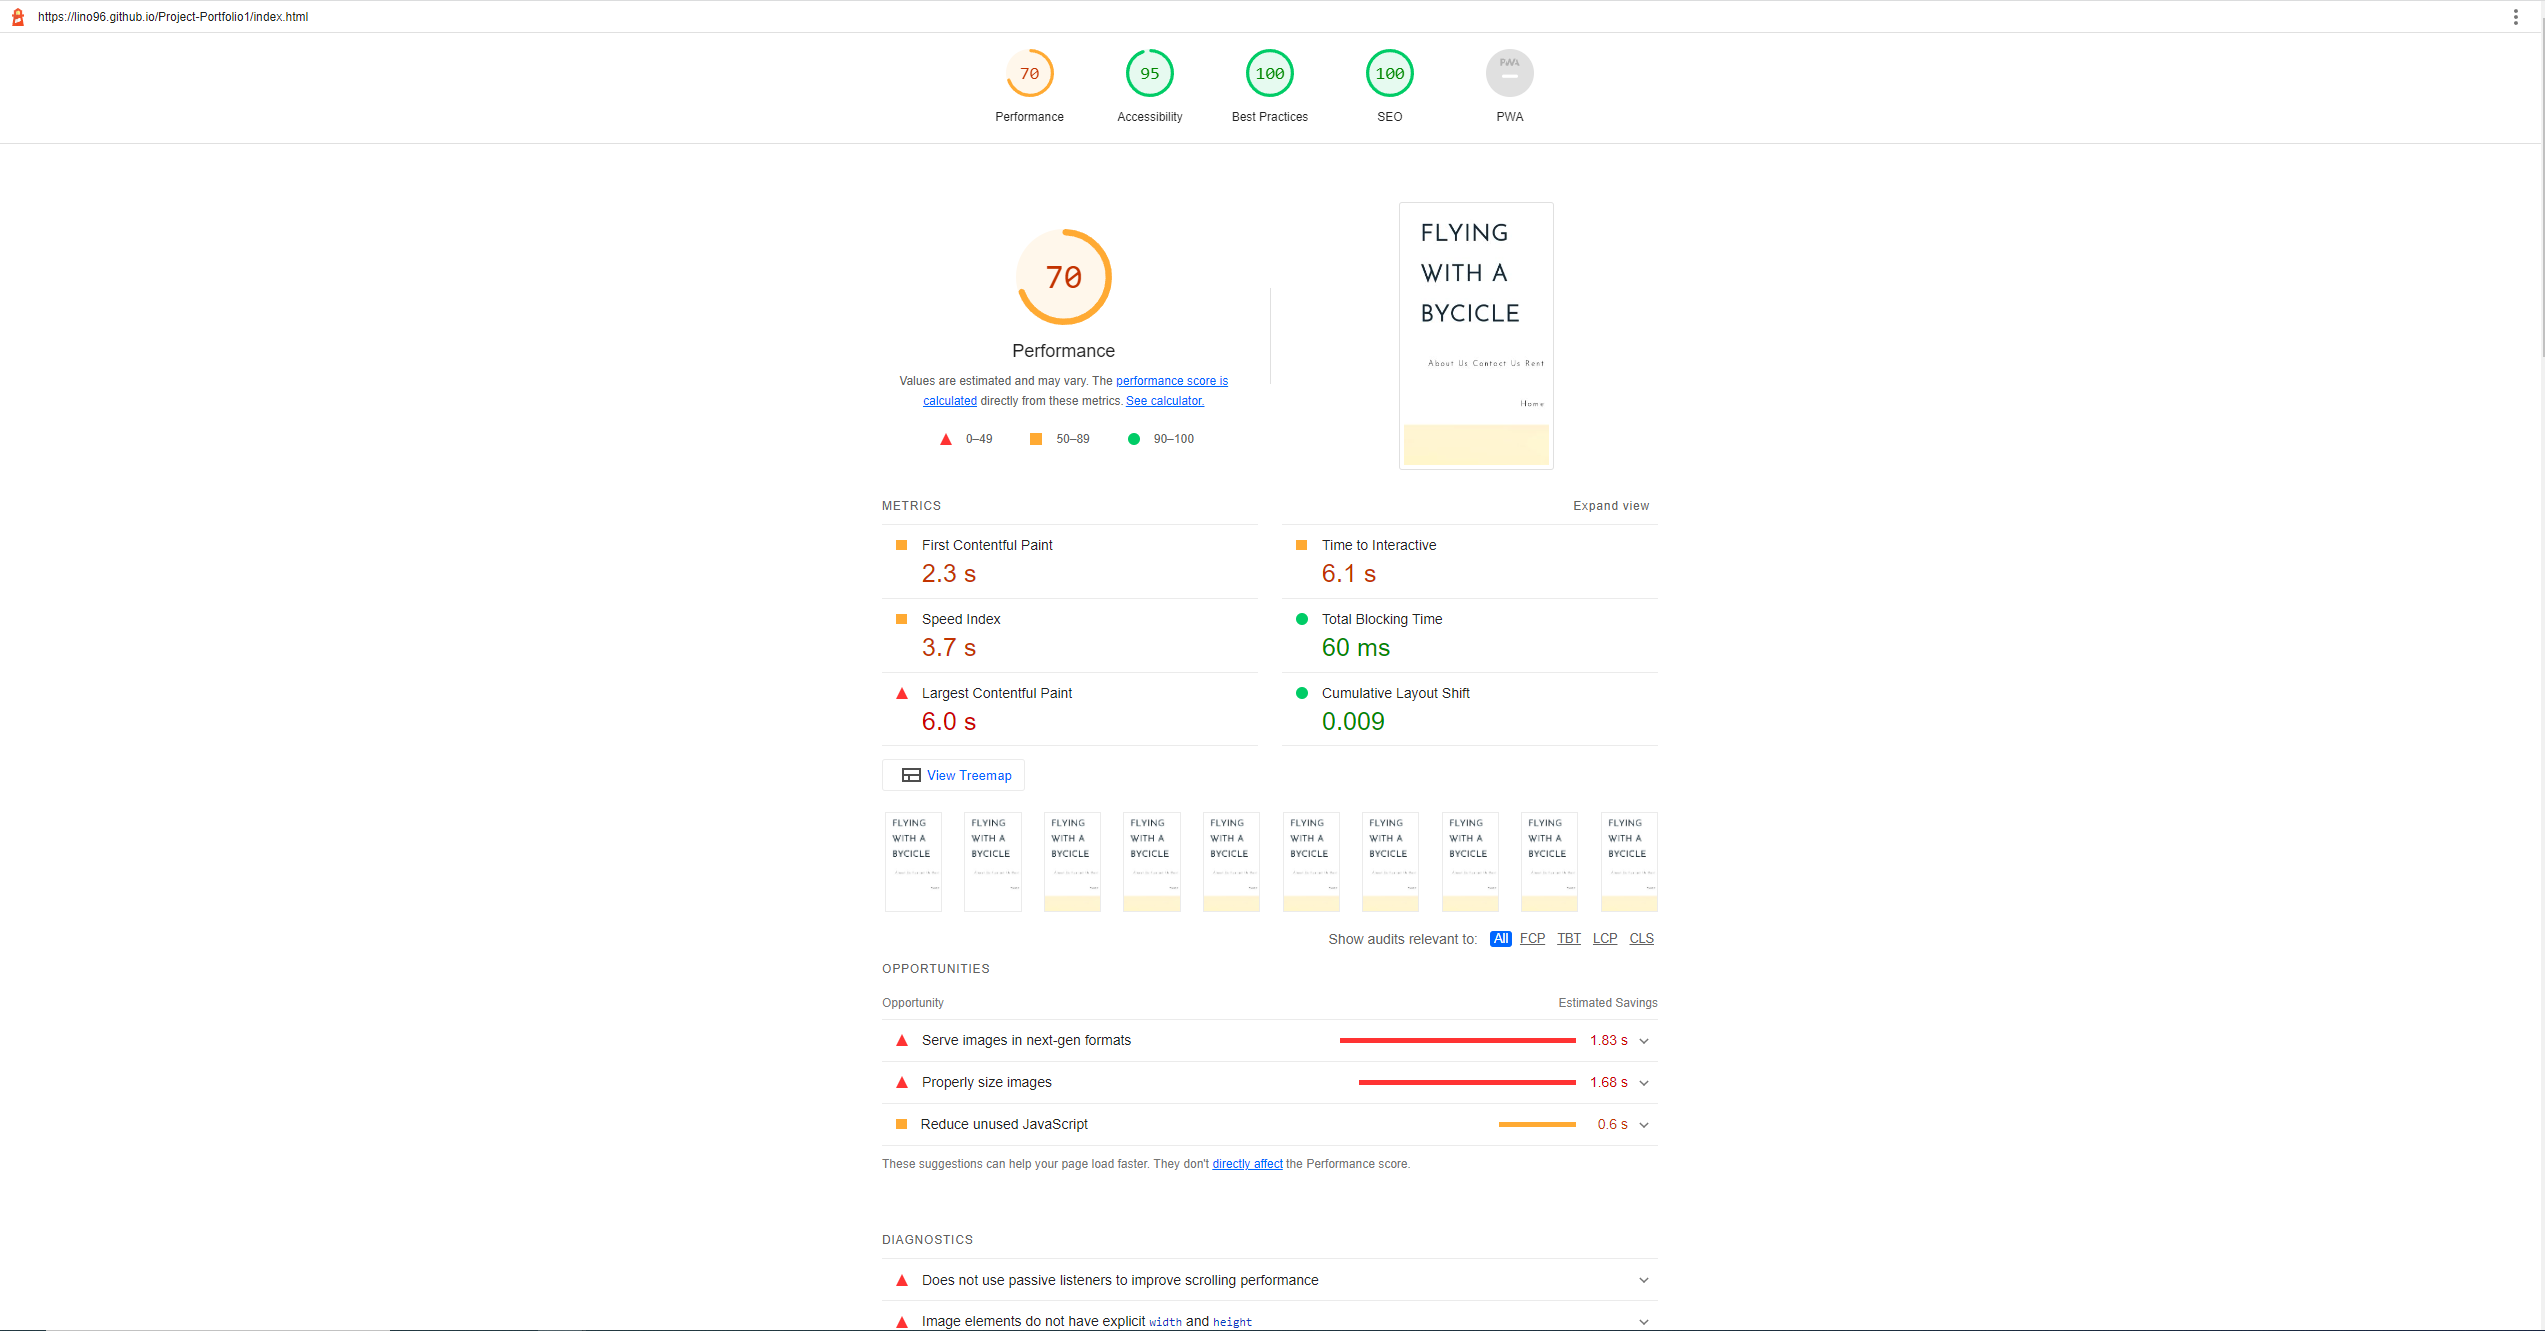 https://lino96.github.io/Project-Portfolio1/index.html
70
95
100
100
PWA
Performance
Accessibility
Best Practices
SEO
PWA
70
Performance
Values are estimated and may vary. The performance score is
calculated directly from these metrics. See calculator.
0–49
50–89
90–100
FLYING
WITH A
BYCICLE
About Us Contact Us Rent
Home
METRICS
Expand view
First Contentful Paint
2.3 s
Time to Interactive
6.1 s
Speed Index
3.7 s
Total Blocking Time
60 ms
Largest Contentful Paint
6.0 s
Cumulative Layout Shift
0.009
View Treemap
FLYING
WITH A
BYCICLE
FLYING
WITH A
BYCICLE
FLYING
WITH A
BYCICLE
FLYING
WITH A
BYCICLE
FLYING
WITH A
BYCICLE
FLYING
WITH A
BYCICLE
FLYING
WITH A
BYCICLE
FLYING
WITH A
BYCICLE
FLYING
WITH A
BYCICLE
FLYING
WITH A
BYCICLE
Show audits relevant to: All FCP TBT LCP CLS
OPPORTUNITIES
Opportunity
Estimated Savings
Serve images in next-gen formats
1.83 s
Properly size images
1.68 s
Reduce unused JavaScript
0.6 s
These suggestions can help your page load faster. They don't directly affect the Performance score.
DIAGNOSTICS
Does not use passive listeners to improve scrolling performance
Image elements do not have explicit width and height